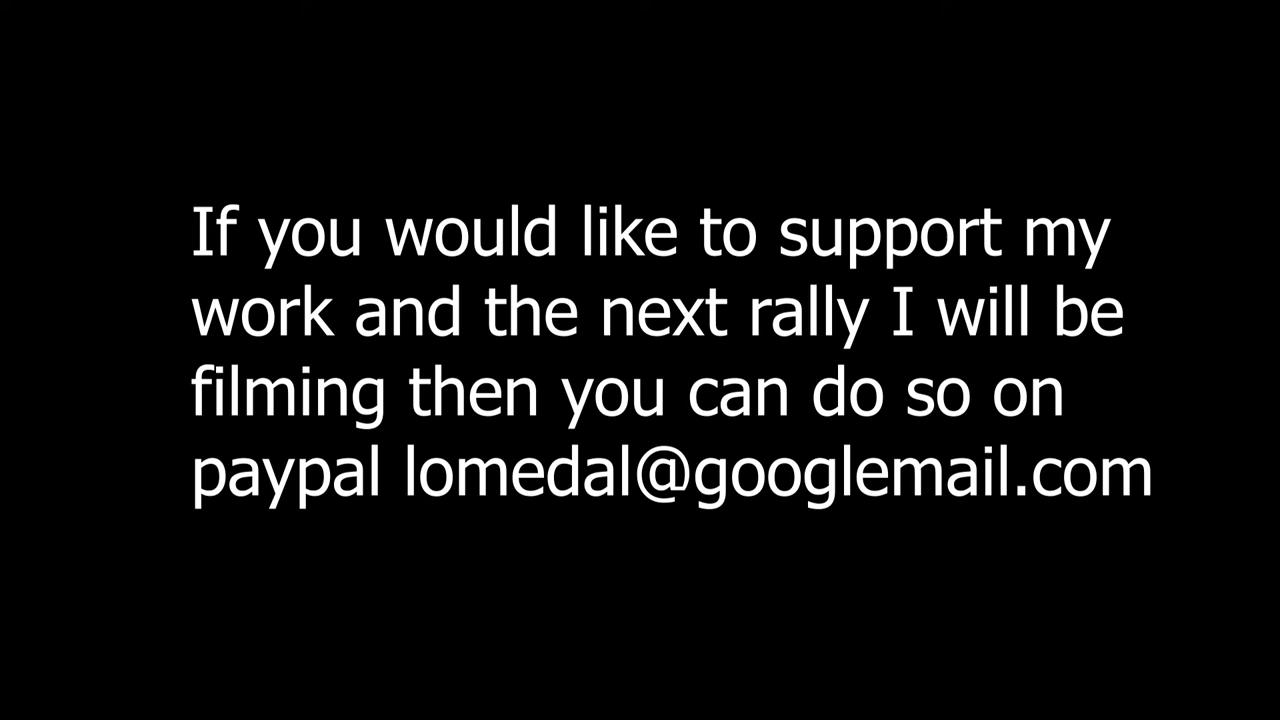 If you would like to support my
work and the next rally I will be
filming then you can do so on
paypal lomedal@googlemail.com